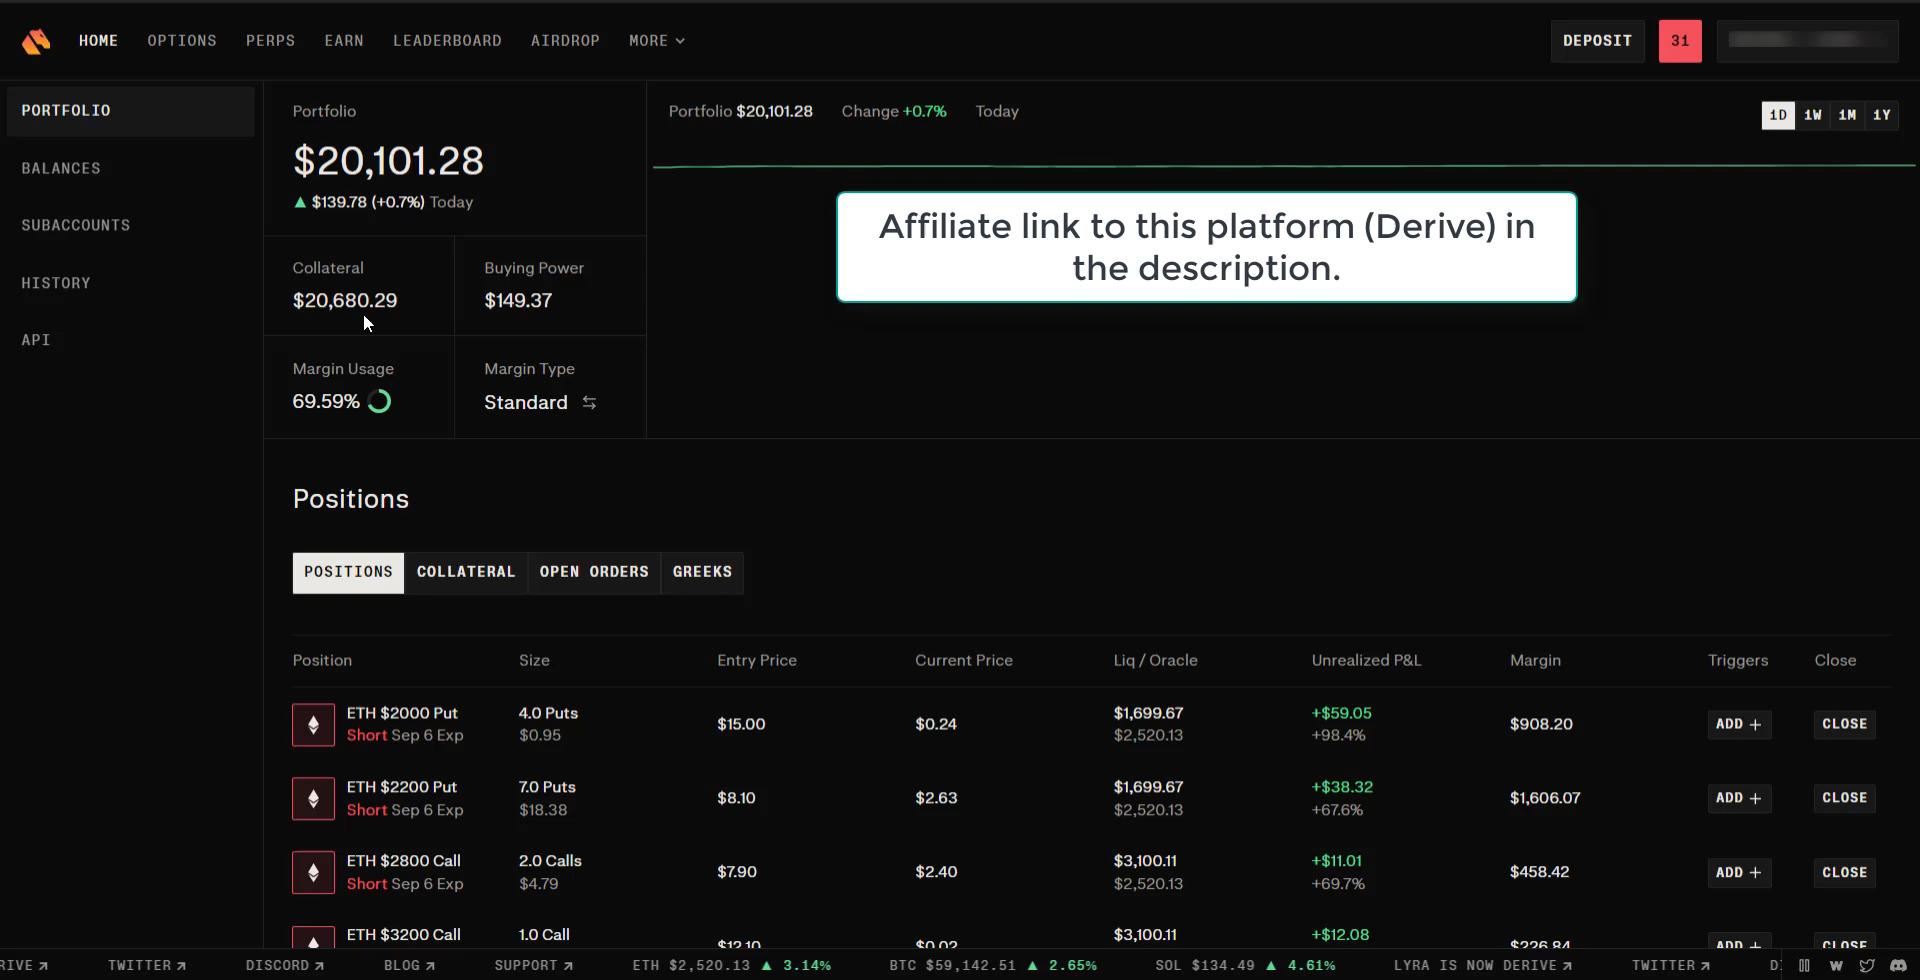 HOME OPTIONS PERPS EARN LEADERBOARD AIRDROP MORE DEPOSIT 31
PORTFOLIO
BALANCES
SUBACCOUNTS
HISTORY
API
Portfolio
$20,101.28
$139.78 (+0.7%) Today
Collateral
$20,680.29
Buying Power
$149.37
Margin Usage
69.59%
Margin Type
Standard
Portfolio $20,101.28 Change +0.7% Today
1D 1W 1M 1Y
Affiliate link to this platform (Derive) in
the description.
Positions
POSITIONS COLLATERAL OPEN ORDERS GREEKS
Position Size Entry Price Current Price Liq / Oracle Unrealized P&L Margin Triggers Close
ETH $2000 Put 4.0 Puts $1,699.67 +$59.05
$15.00 $0.24 $908.20 ADD + CLOSE
Short Sep 6 Exp $0.95 $2,520.13 +98.4%
ETH $2200 Put 7.0 Puts $1,699.67 +$38.32
$8.10 $2.63 $1,606.07 ADD + CLOSE
Short Sep 6 Exp $18.38 $2,520.13 +67.6%
ETH $2800 Call 2.0 Calls $3,100.11 +$11.01
$7.90 $2.40 $458.42 ADD + CLOSE
Short Sep 6 Exp $4.79 $2,520.13 +69.7%
ETH $3200 Call 1.0 Call $3,100.11 +$12.08
$12.10 $0.02 $226.84 ADD + CLOSE
RIVE TWITTER DISCORD BLOG SUPPORT ETH $2,520.13 ▲ 3.14% BTC $59,142.51 ▲ 2.65% SOL $134.49 ▲ 4.61% LYRA IS NOW DERIVE TWITTER D